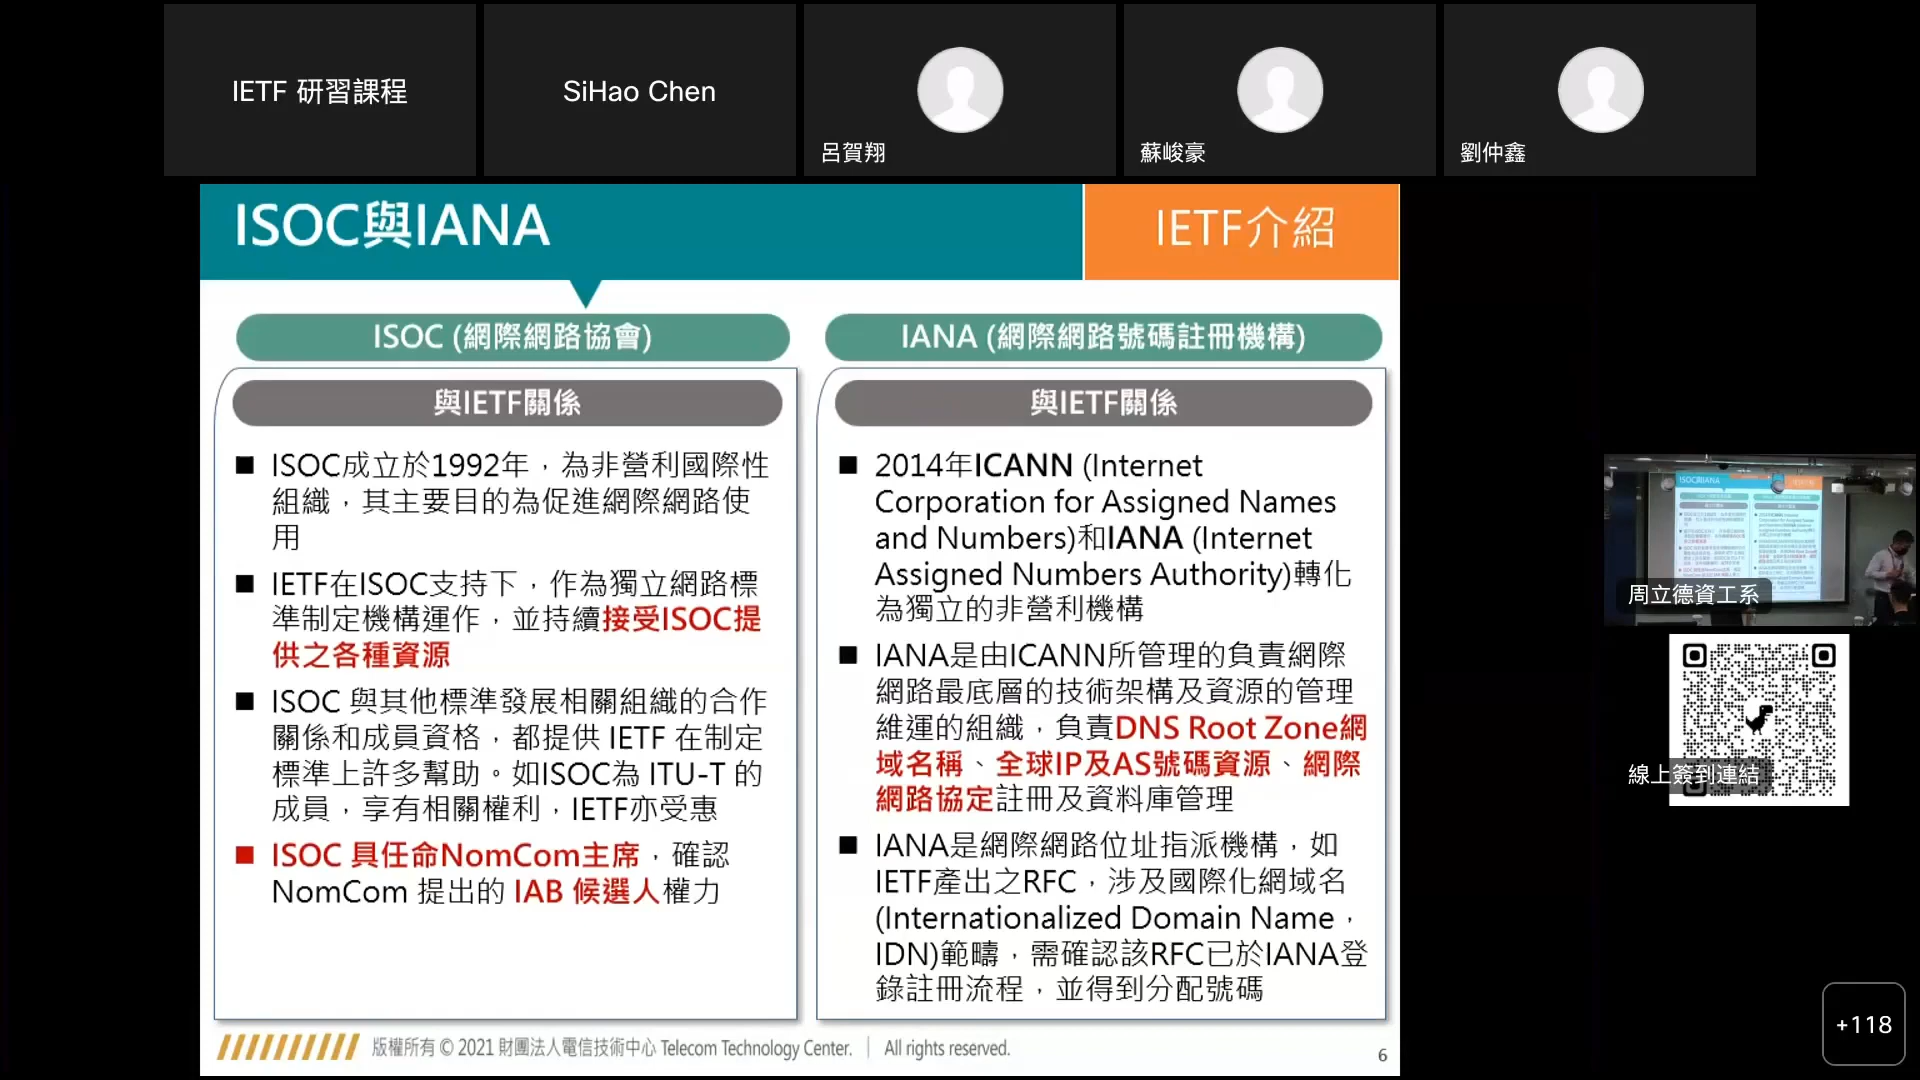 IETF 研習課程
SiHao Chen
呂賀翔
蘇峻豪
劉仲鑫
ISOC與IANA
IETF介紹
ISOC (網際網路協會)
與IETF關係
■ ISOC成立於1992年，為非營利國際性
組織，其主要目的為促進網際網路使
用
■ IETF在ISOC支持下，作為獨立網路標
準制定機構運作，並持續接受ISOC提
供之各種資源
■ ISOC 與其他標準發展相關組織的合作
關係和成員資格，都提供 IETF 在制定
標準上許多幫助。如ISOC為 ITU-T 的
成員，享有相關權利，IETF亦受惠
■ ISOC 具任命NomCom主席，確認
NomCom 提出的 IAB 候選人權力
IANA (網際網路號碼註冊機構)
與IETF關係
■ 2014年ICANN (Internet
Corporation for Assigned Names
and Numbers)和IANA (Internet
Assigned Numbers Authority)轉化
為獨立的非營利機構
■ IANA是由ICANN所管理的負責網際
網路最底層的技術架構及資源的管理
維運的組織，負責DNS Root Zone網
域名稱、全球IP及AS號碼資源、網際
網路協定註冊及資料庫管理
■ IANA是網際網路位址指派機構，如
IETF產出之RFC，涉及國際化網域名
(Internationalized Domain Name，
IDN)範疇，需確認該RFC已於IANA登
錄註冊流程，並得到分配號碼
版權所有 © 2021 財團法人電信技術中心 Telecom Technology Center. | All rights reserved.
6
ISOC與IANA
周立德資工系
線上簽到連結
+118